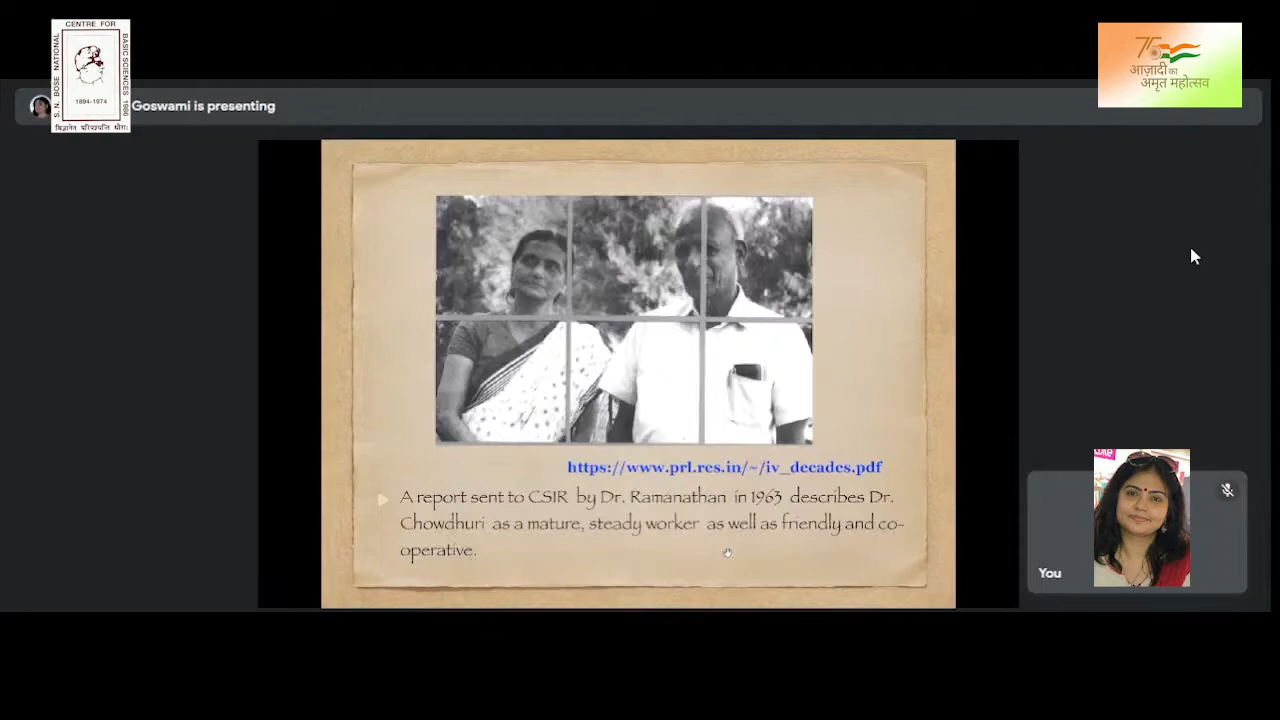 CENTRE FOR
S. N. BOSE NATIONAL
BASIC SCIENCES 1986
1894-1974
75
आज़ादी का
अमृत महोत्सव
Goswami is presenting
https://www.prl.res.in/~/iv_decades.pdf
A report sent to CSIR by Dr. Ramanathan in 1963 describes Dr.
Chowdhuri as a mature, steady worker as well as friendly and co-
operative.
You